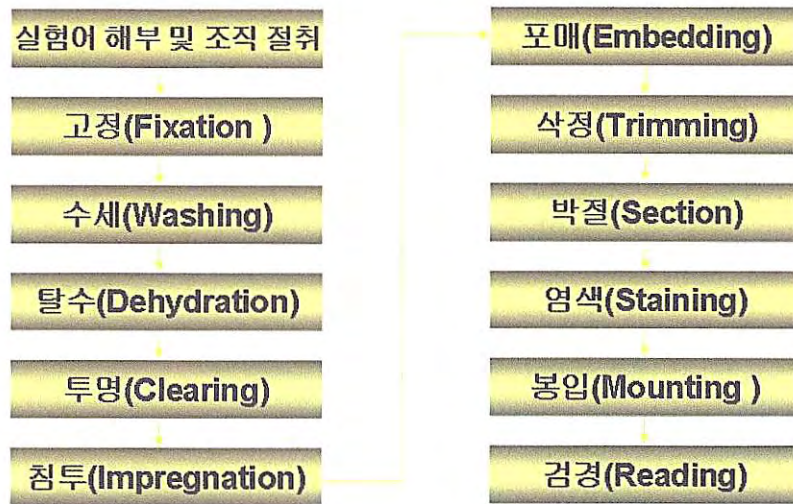 실험어 해부 및 조직 절취
고정(Fixation )
수세(Washing)
탈수(Dehydration)
투명(Clearing)
침투(Impregnation)
포매(Embedding)
삭정(Trimming)
박절(Section)
염색(Staining)
봉입(Mounting )
검경(Reading)